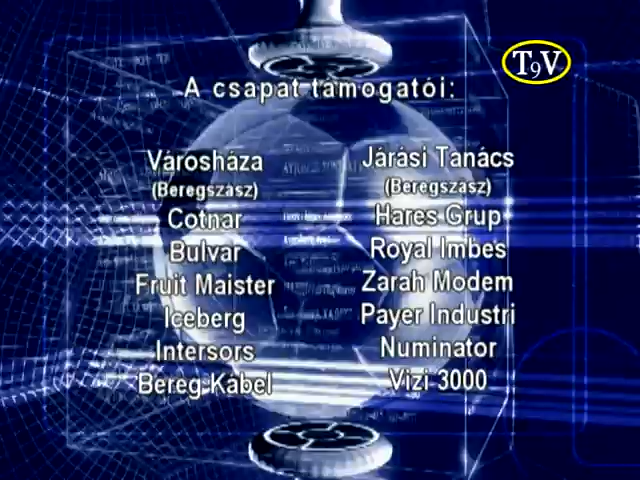 T9V
A csapat támogatói:
Városháza
(Beregszász)
Cotnar
Bulvar
Fruit Maister
Iceberg
Intersors
Bereg Kábel
Járási Tanács
(Beregszász)
Hares Grup
Royal Imbes
Zarah Modem
Payer Industri
Numinator
Vizi 3000